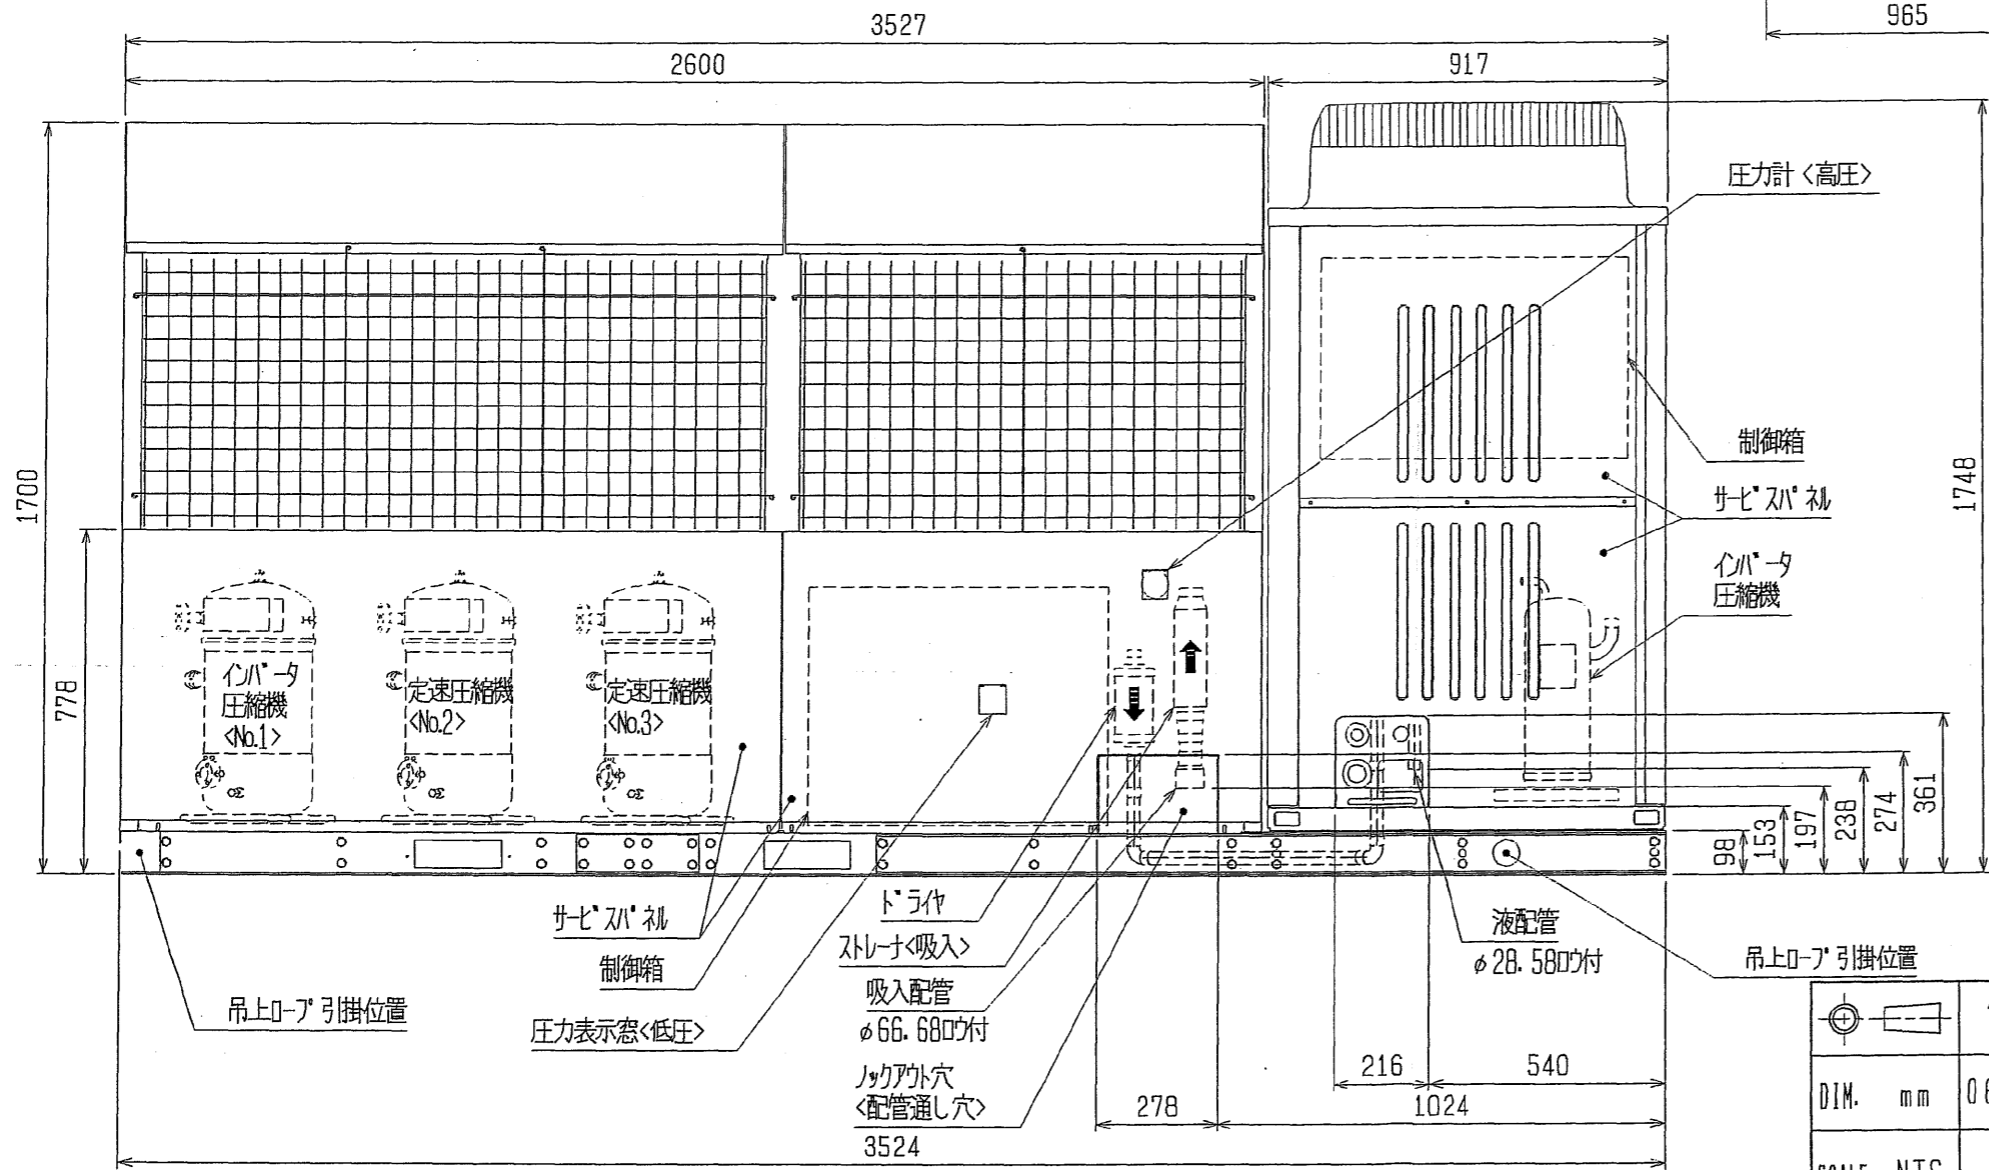 965
3527
2600
917
圧力計<高圧>
制御箱
サービスパネル
インバータ
圧縮機
1700
778
1748
インバータ
圧縮機
<No.1>
定速圧縮機
<No.2>
定速圧縮機
<No.3>
98
153
197
238
274
361
サービスパネル
制御箱
吊上ロープ引掛位置
圧力表示窓<低圧>
ドライヤ
ストレーナ<吸入>
吸入配管
φ66.68ロウ付
ノックアウト穴
<配管通し穴>
液配管
φ28.58ロウ付
吊上ロープ引掛位置
216
540
278
1024
3524
DIM. mm
SCALE NTS